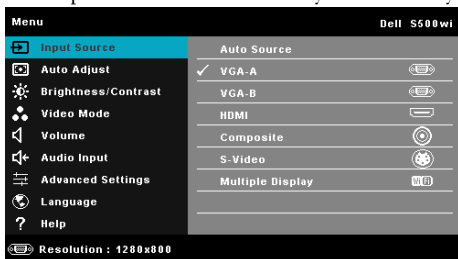 Menu Dell S500wi
Input Source Auto Source
Auto Adjust VGA-A
Brightness/Contrast VGA-B
Video Mode HDMI
Volume Composite
Audio Input S-Video
Advanced Settings Multiple Display
Language
? Help
Resolution : 1280x800